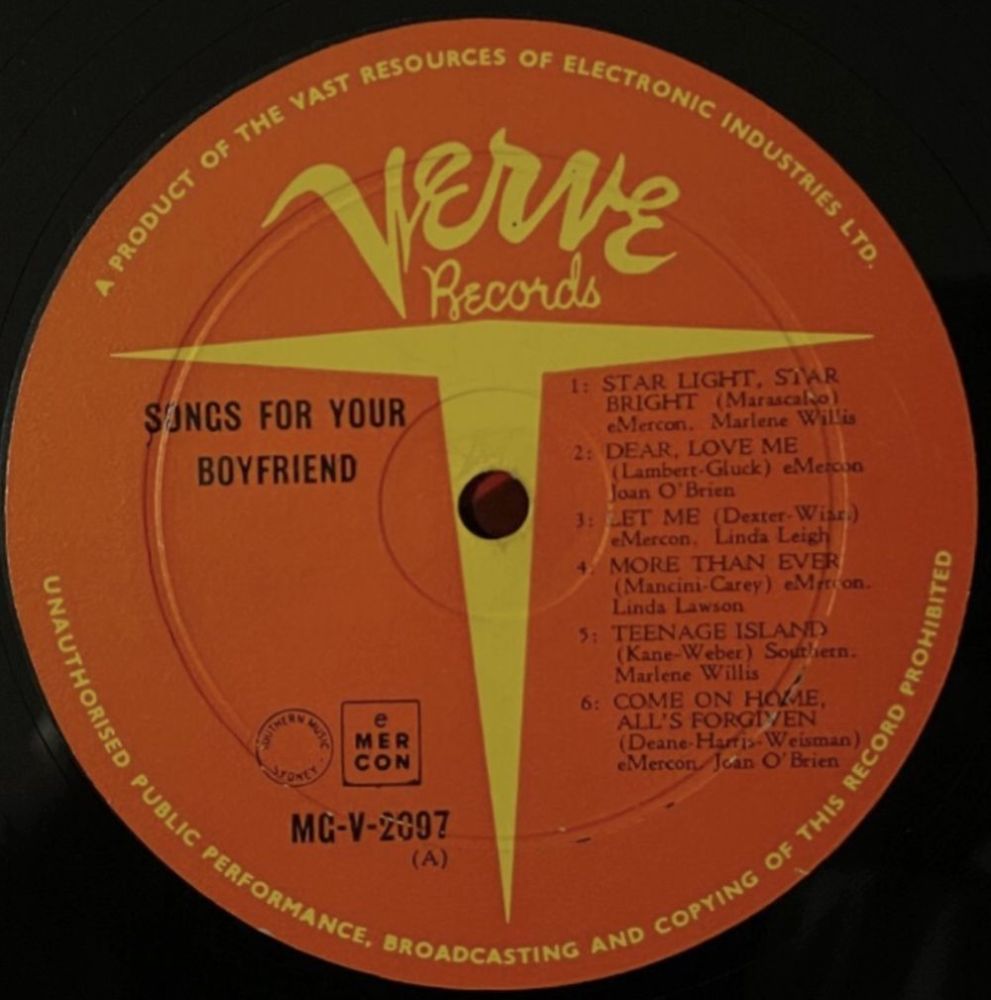 A PRODUCT OF THE VAST RESOURCES OF ELECTRONIC INDUSTRIES LTD.
Verve
Records
SONGS FOR YOUR
BOYFRIEND
1: STAR LIGHT, STAR
BRIGHT (Marascalco)
eMercon. Marlene Willis
2: DEAR, LOVE ME
(Lambert-Gluck) eMercon
Joan O'Brien
3: LET ME (Dexter-)
eMercon. Linda Leigh
4: MORE THAN EVER
(Mancini-Carey) eMercon.
Linda Lawson
5: TEENAGE ISLAND
(Kane-Weber) Southern.
Marlene Willis
6: COME ON HOME,
ALL'S FORGIVEN
(Deane-Harris-Weisman)
eMercon. Joan O'Brien
SOUTHERN MUSIC
SYDNEY
e
MER
CON
MG-V-2097
(A)
UNAUTHORISED PUBLIC PERFORMANCE, BROADCASTING AND COPYING OF THIS RECORD PROHIBITED